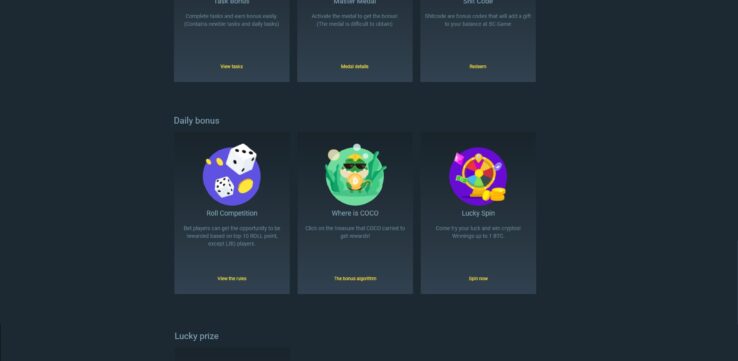 Task Bonus
Master Medal
Shit Code
Complete tasks and earn bonus easily
(Contains newbie tasks and daily tasks)
Activate the medal to get the bonus!
(The medal is difficult to obtain)
Shitcode are bonus codes that will add a gift
to your balance at BC.Game.
View tasks
Medal details
Redeem
Daily bonus
Roll Competition
Where is COCO
Lucky Spin
Bet players can get the opportunity to be
rewarded based on top 10 ROLL point,
except LBD players.
Click on the treasure that COCO carried to
get rewards!
Come try your luck and win cryptos!
Winnings up to 1 BTC.
View the rules
The bonus algorithm
Spin now
Lucky prize